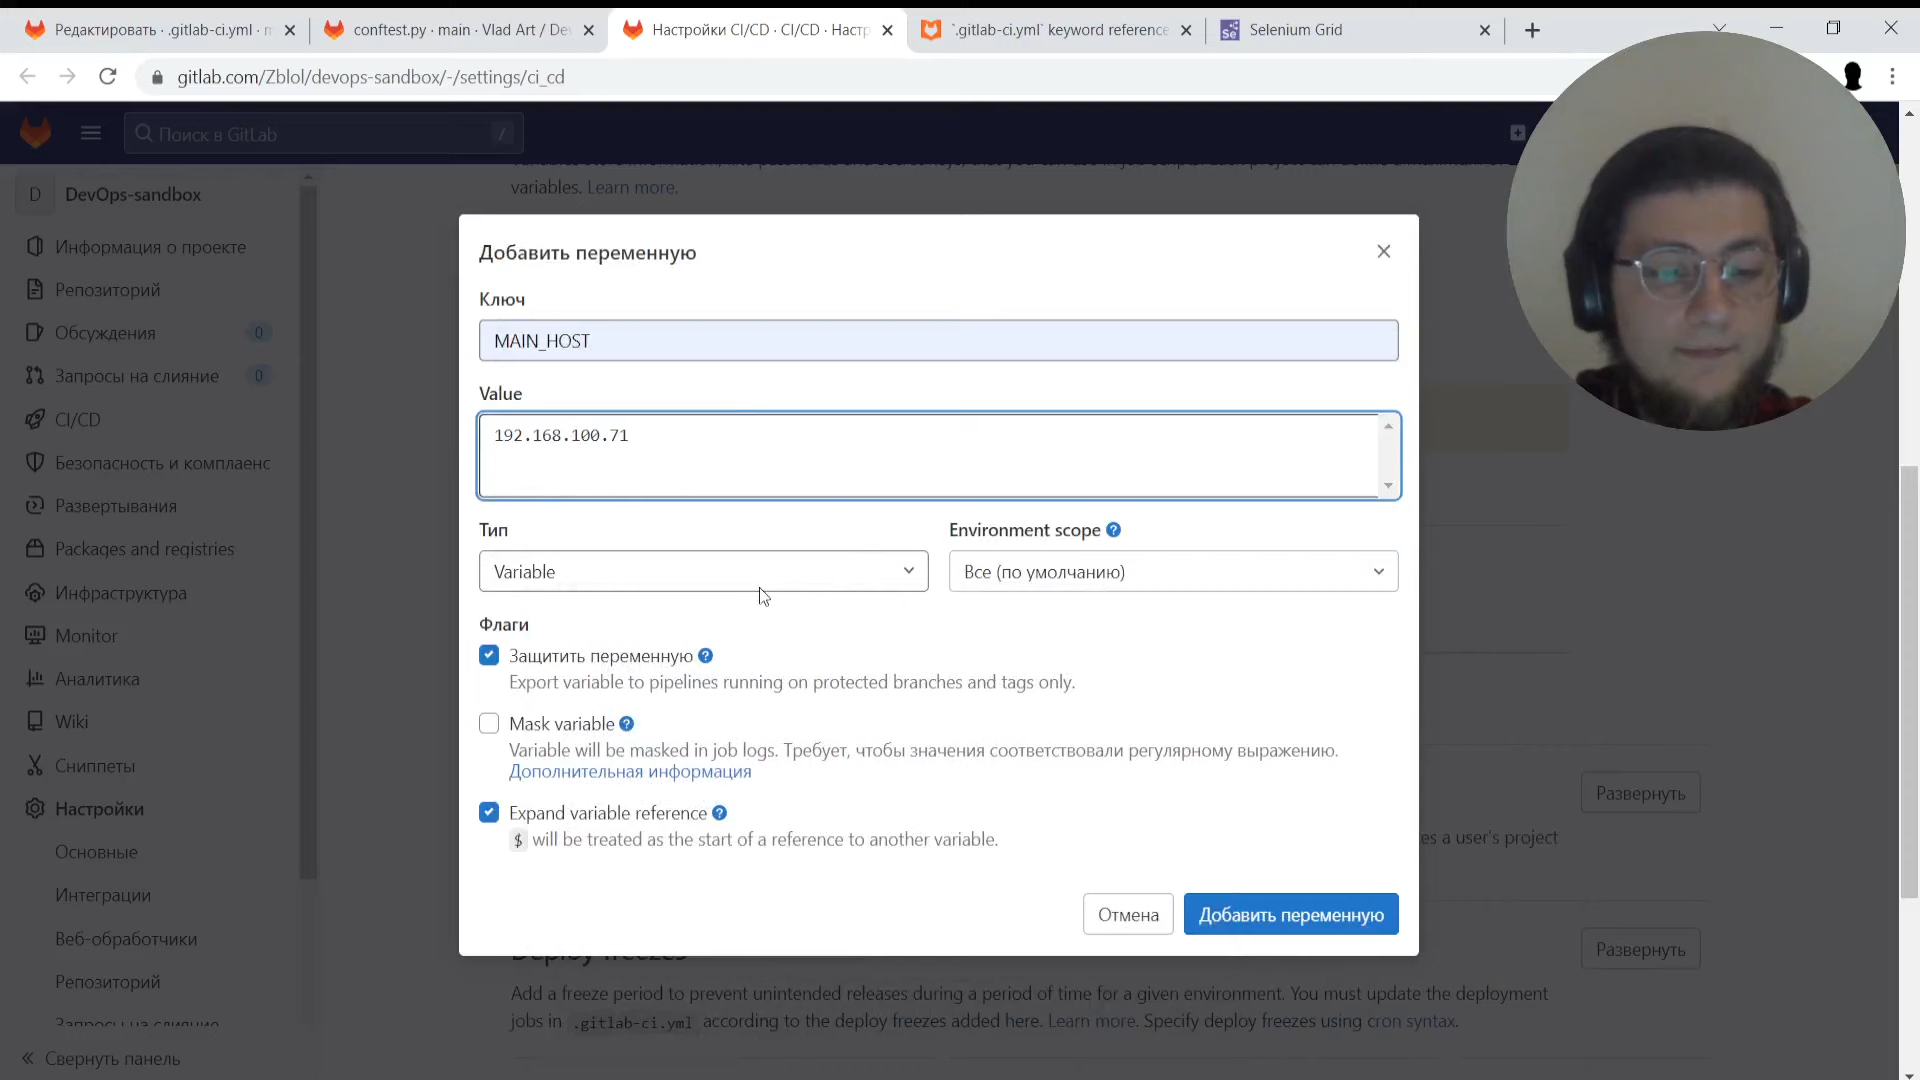 Редактировать · .gitlab-ci.yml · m
conftest.py · main · Vlad Art / De
Настройки CI/CD · CI/CD · Настр
`.gitlab-ci.yml` keyword reference
Selenium Grid
gitlab.com/Zblol/devops-sandbox/-/settings/ci_cd
Поиск в GitLab
/
D
DevOps-sandbox
Информация о проекте
Репозиторий
Обсуждения
0
Запросы на слияние
0
CI/CD
Безопасность и комплаенс
Развертывания
Packages and registries
Инфраструктура
Monitor
Аналитика
Wiki
Сниппеты
Настройки
Основные
Интеграции
Веб-обработчики
Репозиторий
Запросы на слияние
Свернуть панель
variables. Learn more.
Добавить переменную
Ключ
MAIN_HOST
Value
192.168.100.71
Тип
Variable
Environment scope
Все (по умолчанию)
Флаги
Защитить переменную
Export variable to pipelines running on protected branches and tags only.
Mask variable
Variable will be masked in job logs. Требует, чтобы значения соответствовали регулярному выражению.
Дополнительная информация
Expand variable reference
$ will be treated as the start of a reference to another variable.
Отмена
Добавить переменную
Развернуть
es a user's project
Deploy freezes
Развернуть
Add a freeze period to prevent unintended releases during a period of time for a given environment. You must update the deployment
jobs in .gitlab-ci.yml according to the deploy freezes added here. Learn more. Specify deploy freezes using cron syntax.